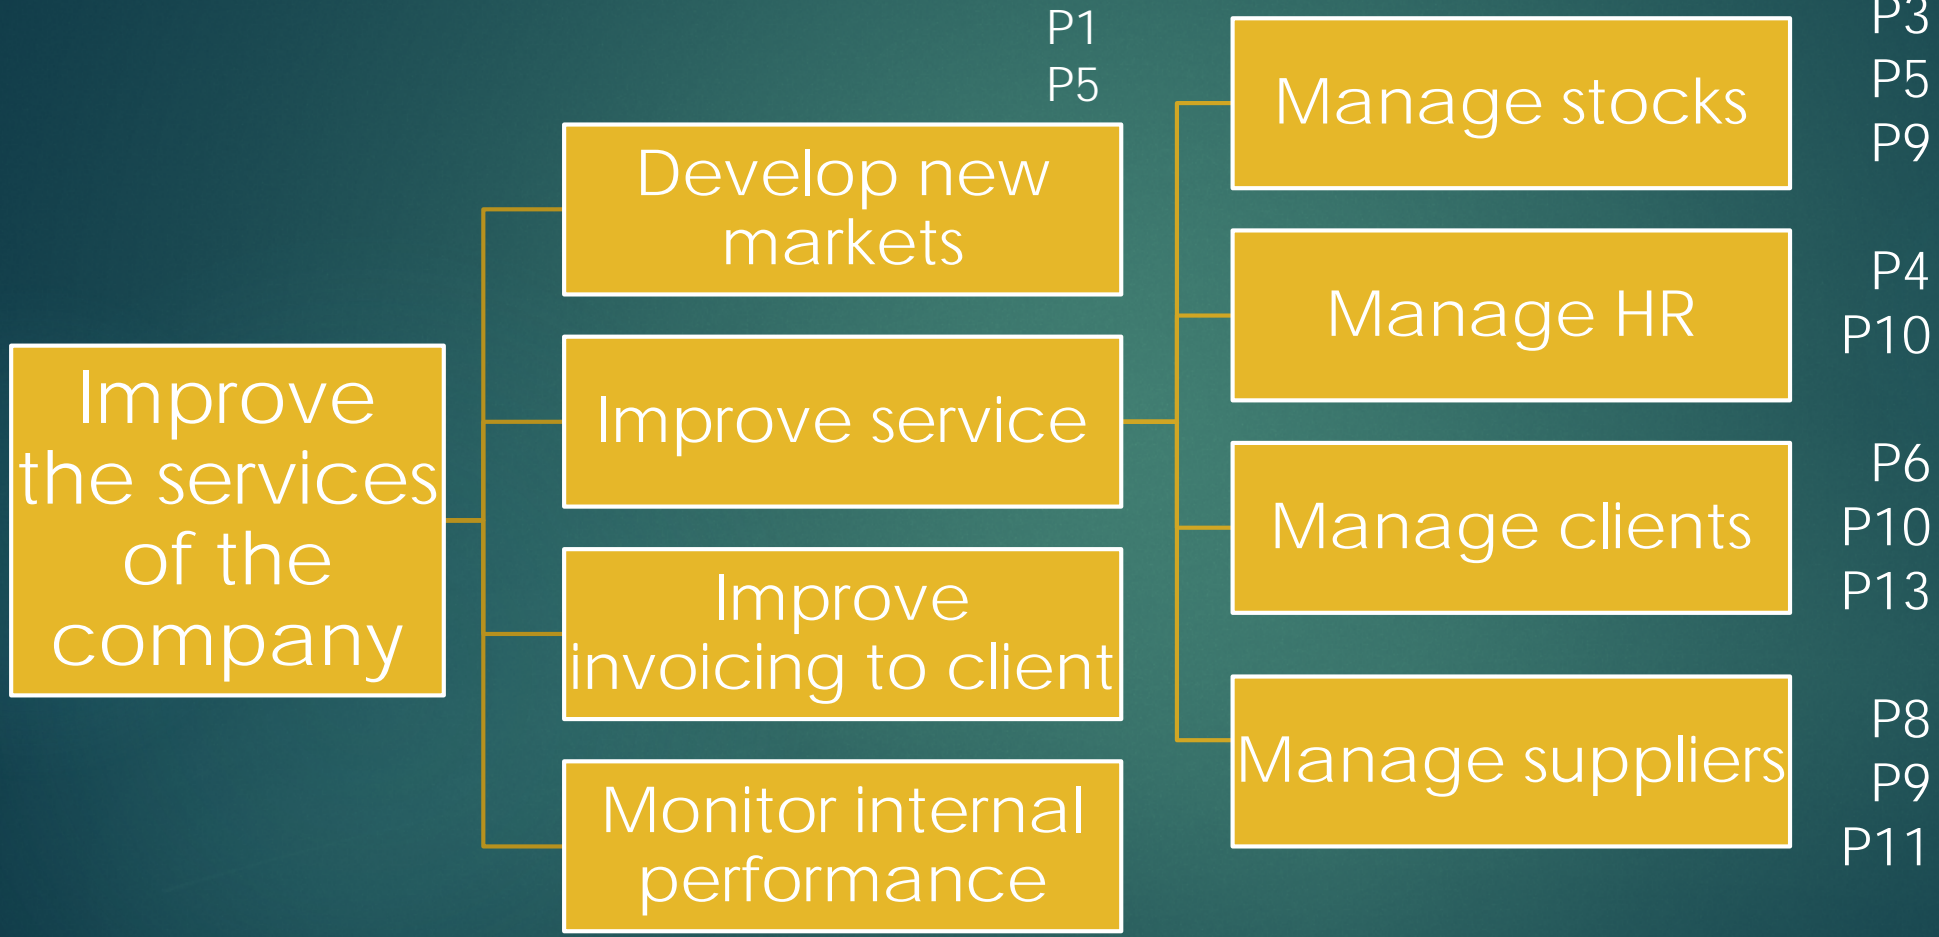 Improve
the services
of the
company
P1
P5
Develop new
markets
Improve service
Improve
invoicing to client
Monitor internal
performance
Manage stocks
P3
P5
P9
Manage HR
P4
P10
Manage clients
P6
P10
P13
Manage suppliers
P8
P9
P11